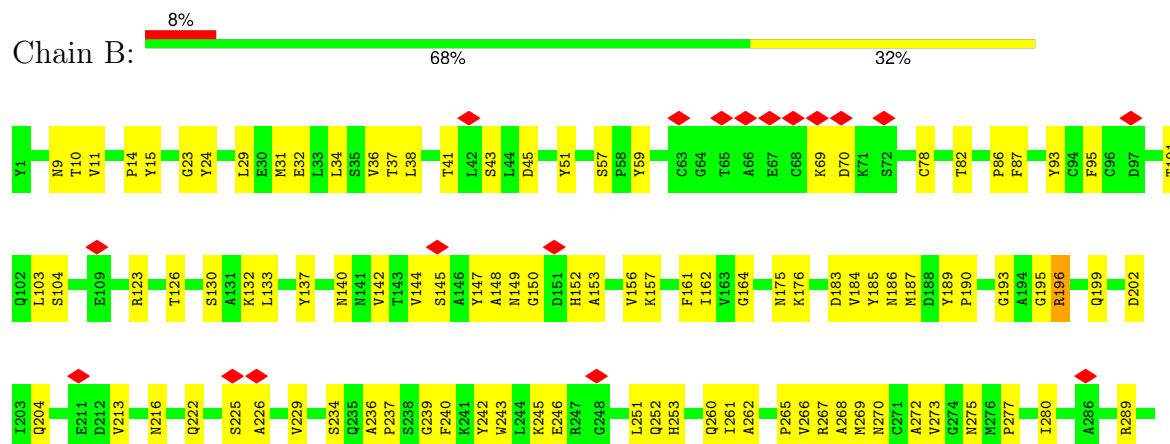 8%
Chain B:
68% 32%
Y1 N9 T10 V11 P14 Y15 G23 Y24 L29 E30 M31 E32 L33 L34 S35 V36 T37 L38 T41 L42 S43 L44 D45 Y51 S57 P58 Y59 C63 G64 T65 A66 E67 C68 K69 D70 K71 S72 C78 T82 P86 F87 Y93 C94 F95 C96 D97
Q102 L103 S104 E109 R123 T126 S130 A131 K132 L133 Y137 N140 N141 V142 T143 V144 S145 A146 Y147 A148 N149 G150 D151 H152 A153 V156 K157 F161 I162 V163 G164 N175 K176 D183 V184 Y185 N186 M187 D188 Y189 P190 G193 A194 G195 R196 Q199 D202
I203 Q204 E211 D212 V213 N216 Q222 S225 A226 V229 S234 Q235 A236 P237 S238 G239 F240 K241 Y242 W243 L244 K245 E246 R247 G248 L251 Q252 H253 Q260 I261 A262 P265 V266 R267 A268 M269 N270 C271 A272 V273 G274 N275 M276 P277 I280 A286 R289